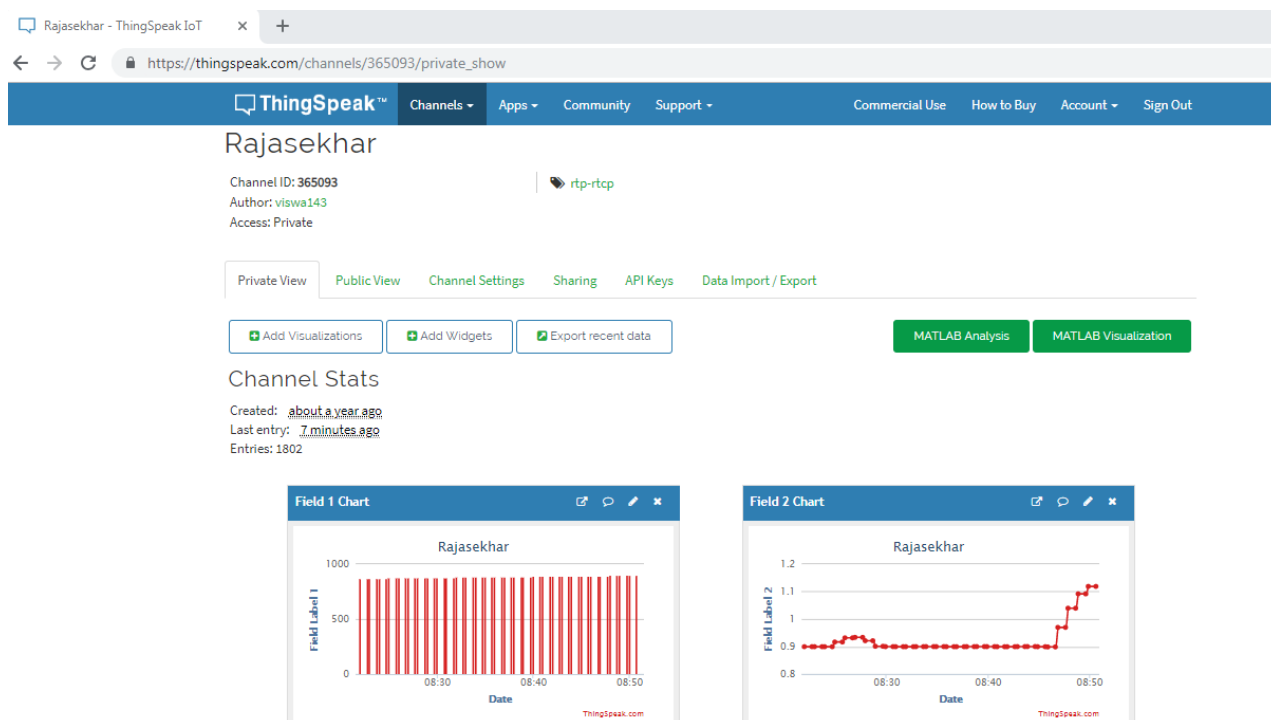 Rajasekhar - ThingSpeak IoT × +
https://thingspeak.com/channels/365093/private_show
ThingSpeak™ Channels Apps Community Support Commercial Use How to Buy Account Sign Out
Rajasekhar
Channel ID: 365093
Author: viswa143
Access: Private
rtp-rtcp
Private View Public View Channel Settings Sharing API Keys Data Import / Export
Add Visualizations Add Widgets Export recent data MATLAB Analysis MATLAB Visualization
Channel Stats
Created: about a year ago
Last entry: 7 minutes ago
Entries: 1802
Field 1 Chart
Rajasekhar
Field Label 1
1000
500
0
08:30 08:40 08:50
Date
ThingSpeak.com
Field 2 Chart
Rajasekhar
Field Label 2
1.2
1.1
1
0.9
0.8
08:30 08:40 08:50
Date
ThingSpeak.com